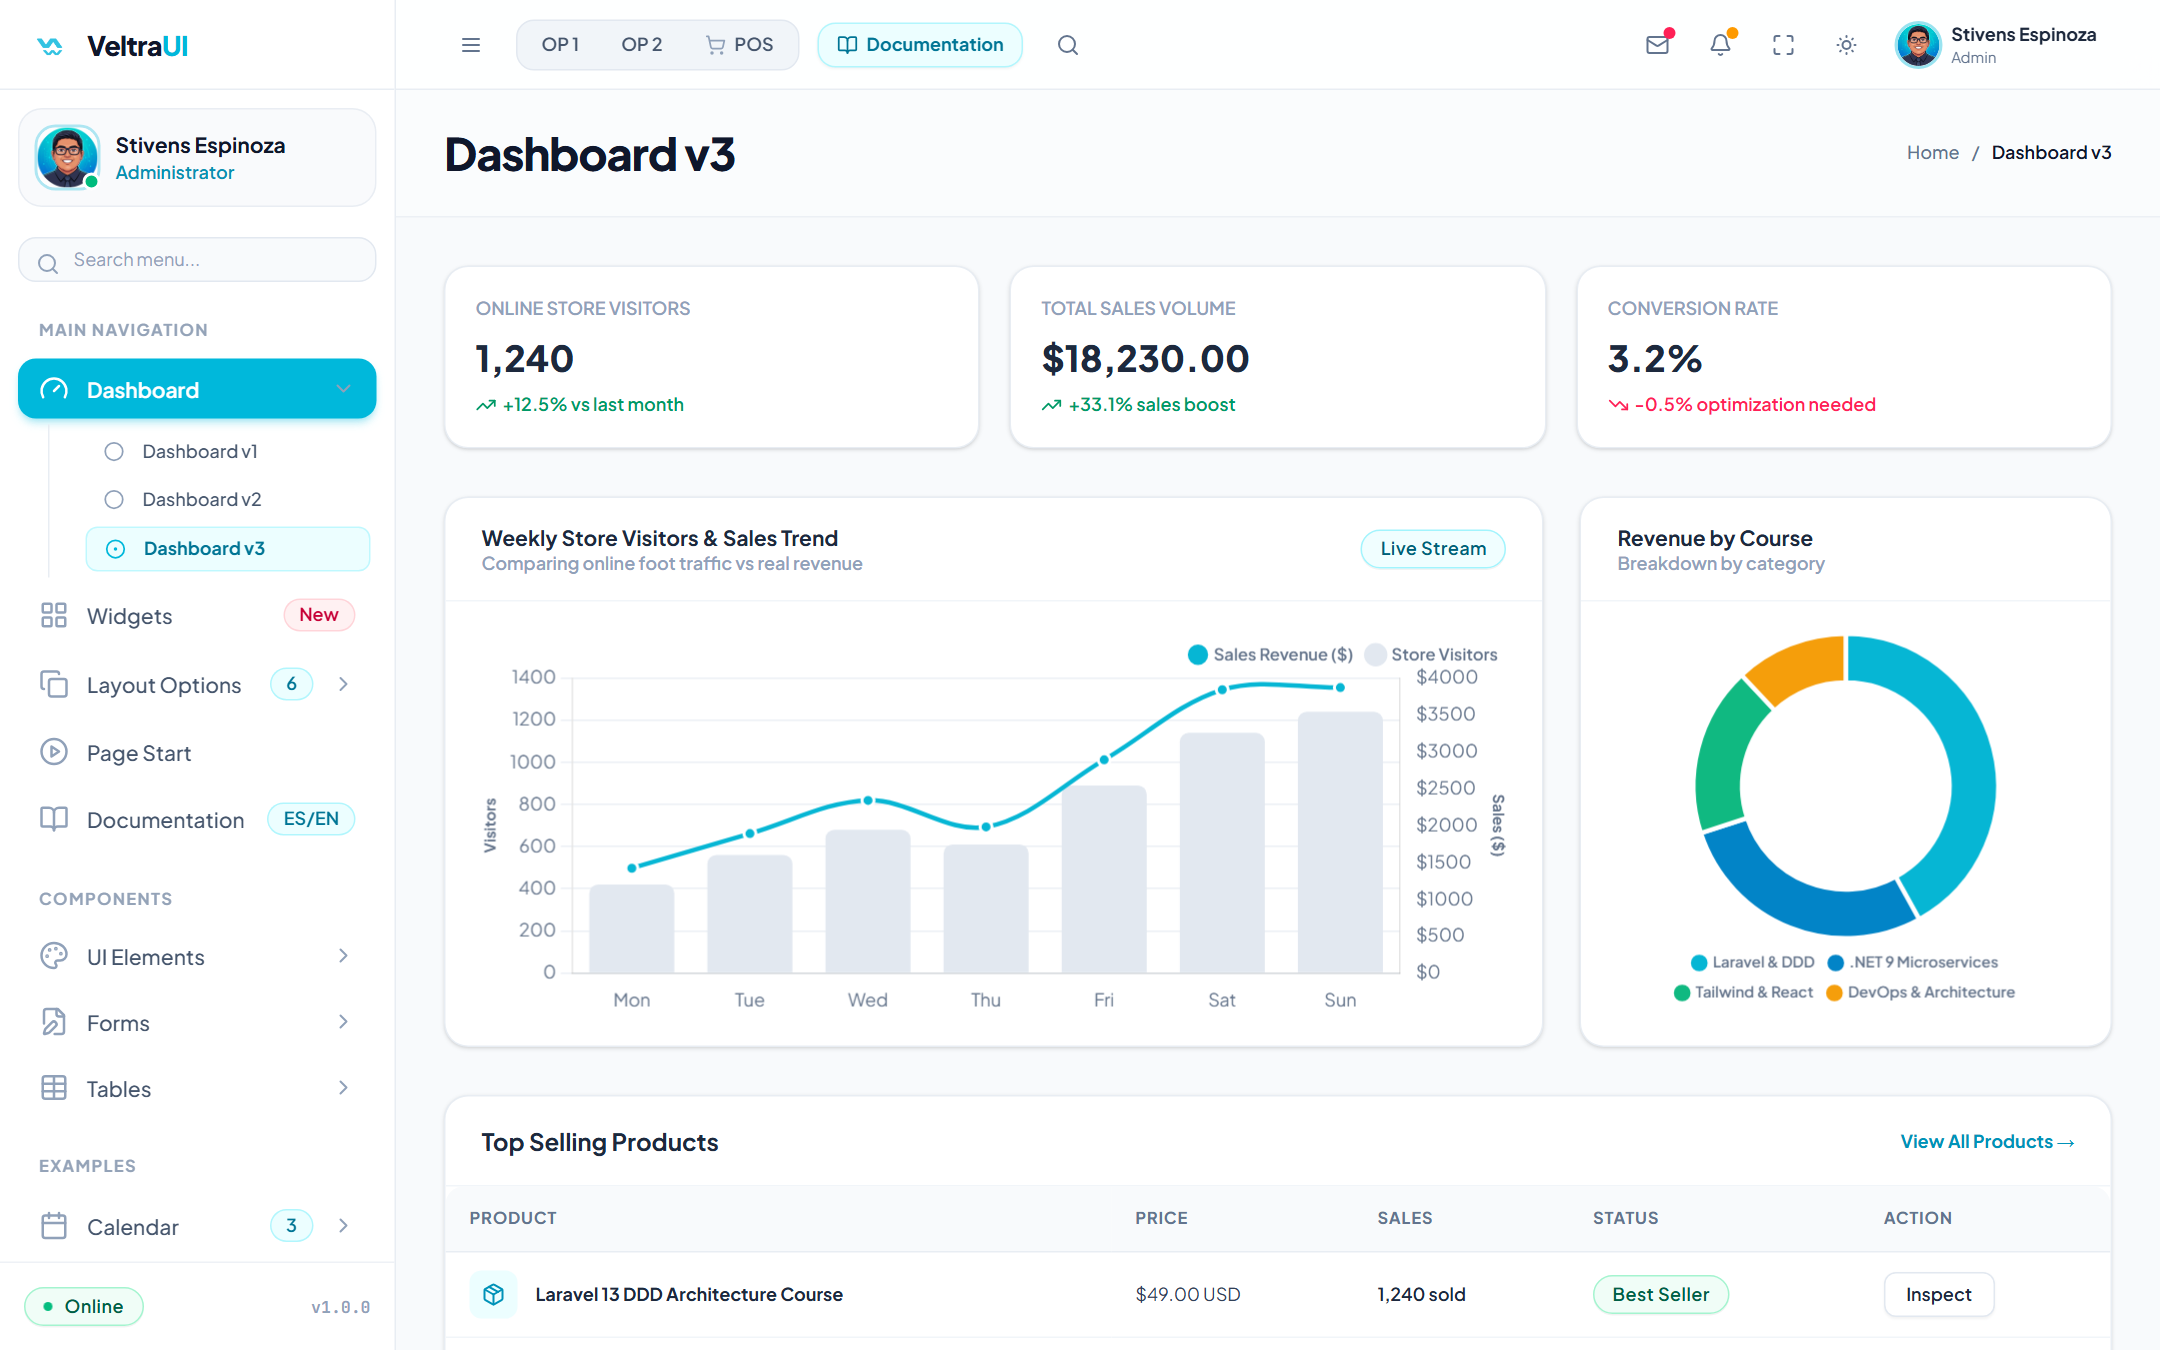 VeltraUI
OP 1
OP 2
POS
Documentation
Stivens Espinoza
Admin
Stivens Espinoza
Administrator
Search menu...
MAIN NAVIGATION
Dashboard
Dashboard v1
Dashboard v2
Dashboard v3
Widgets
New
Layout Options
6
Page Start
Documentation
ES/EN
COMPONENTS
UI Elements
Forms
Tables
EXAMPLES
Calendar
3
Online
v1.0.0
Dashboard v3
Home / Dashboard v3
ONLINE STORE VISITORS
1,240
+12.5% vs last month
TOTAL SALES VOLUME
$18,230.00
+33.1% sales boost
CONVERSION RATE
3.2%
-0.5% optimization needed
Weekly Store Visitors & Sales Trend
Comparing online foot traffic vs real revenue
Live Stream
Sales Revenue ($)
Store Visitors
Visitors
1400
1200
1000
800
600
400
200
0
$4000
$3500
$3000
$2500
$2000
$1500
$1000
$500
$0
Sales ($)
Mon
Tue
Wed
Thu
Fri
Sat
Sun
Revenue by Course
Breakdown by category
Laravel & DDD
.NET 9 Microservices
Tailwind & React
DevOps & Architecture
Top Selling Products
View All Products →
PRODUCT
PRICE
SALES
STATUS
ACTION
Laravel 13 DDD Architecture Course
$49.00 USD
1,240 sold
Best Seller
Inspect